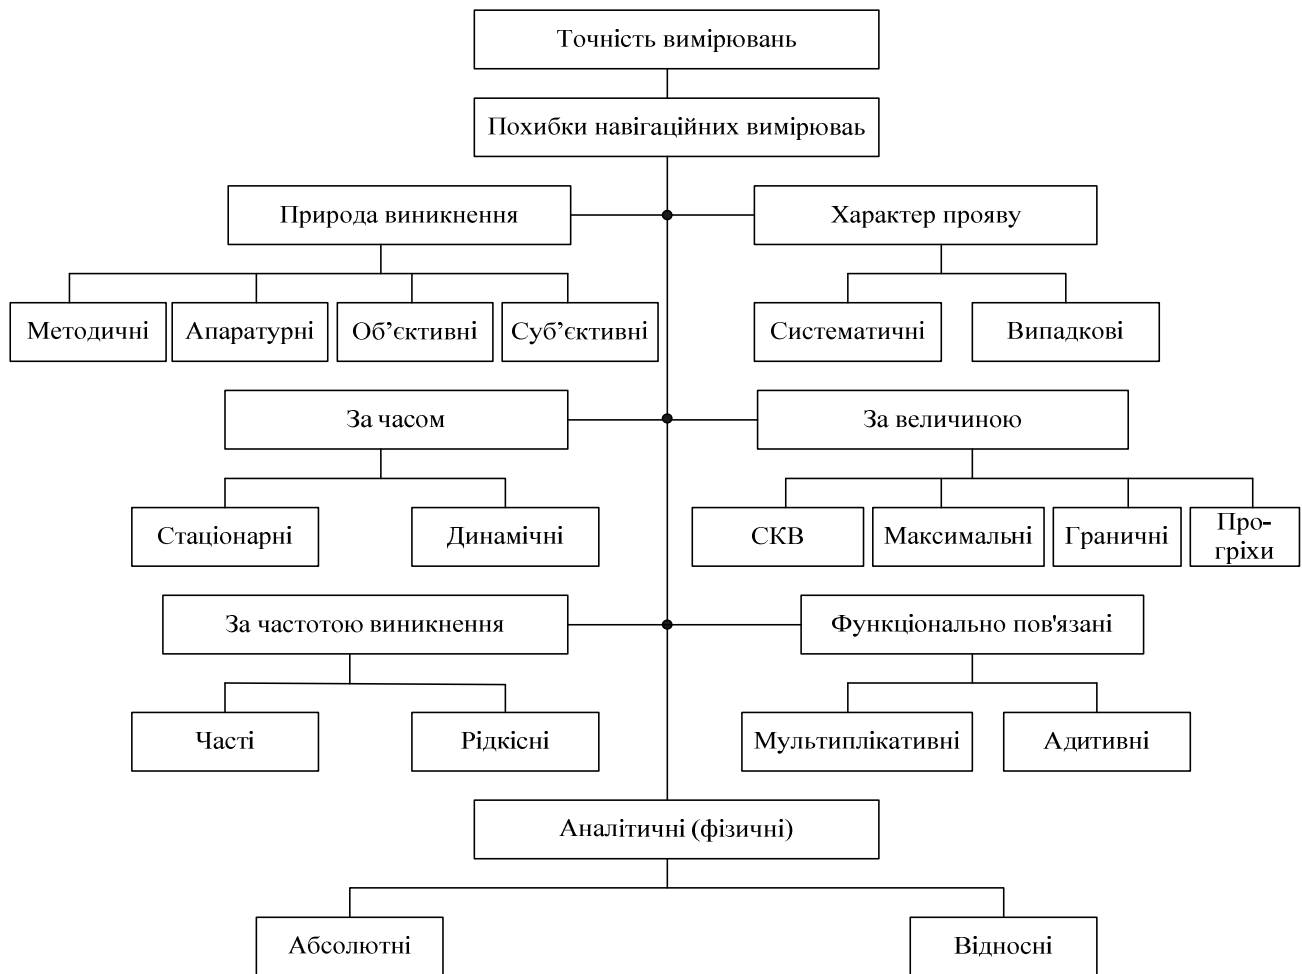 Точність вимірювань
Похибки навігаційних вимірюваь
Природа виникнення
Характер прояву
Методичні
Апаратурні
Об’єктивні
Суб’єктивні
Систематичні
Випадкові
За часом
За величиною
Стаціонарні
Динамічні
СКВ
Максимальні
Граничні
Про-
гріхи
За частотою виникнення
Функціонально пов'язані
Часті
Рідкісні
Мультиплікативні
Адитивні
Аналітичні (фізичні)
Абсолютні
Відносні